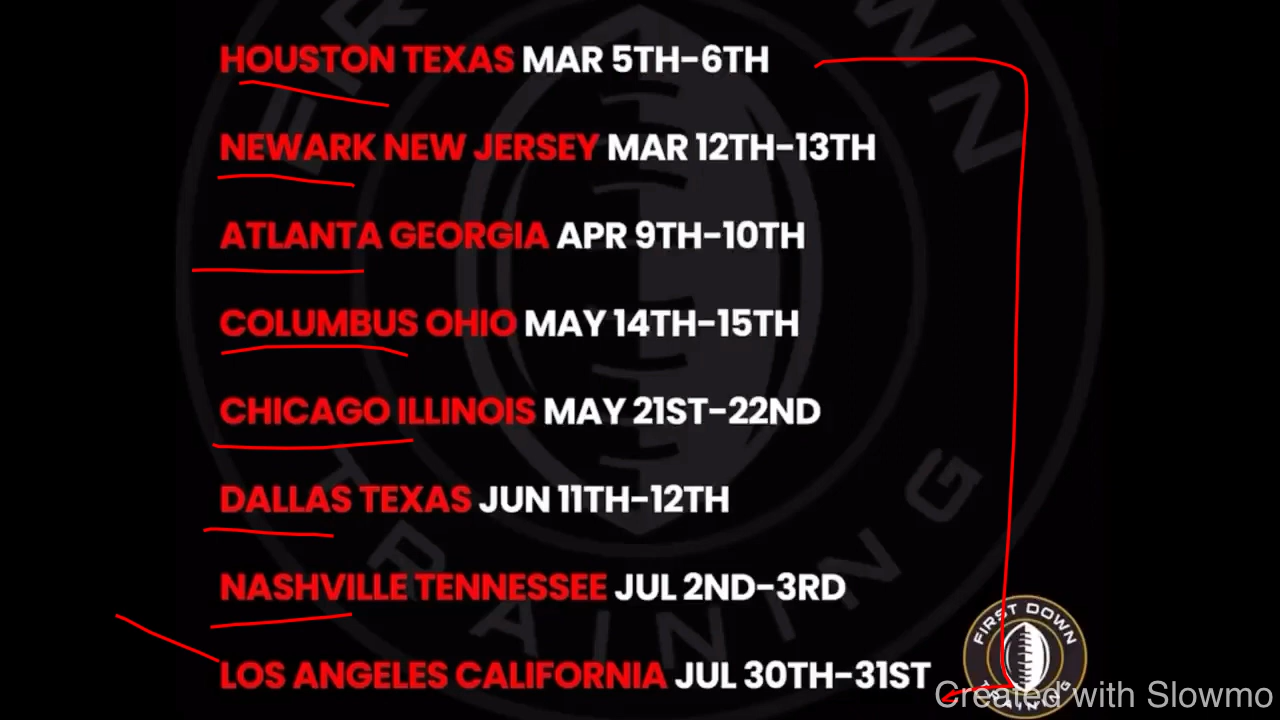 HOUSTON TEXAS MAR 5TH-6TH
NEWARK NEW JERSEY MAR 12TH-13TH
ATLANTA GEORGIA APR 9TH-10TH
COLUMBUS OHIO MAY 14TH-15TH
CHICAGO ILLINOIS MAY 21ST-22ND
DALLAS TEXAS JUN 11TH-12TH
NASHVILLE TENNESSEE JUL 2ND-3RD
LOS ANGELES CALIFORNIA JUL 30TH-31ST
FIRST DOWN
TRAINING
Created with Slowmo